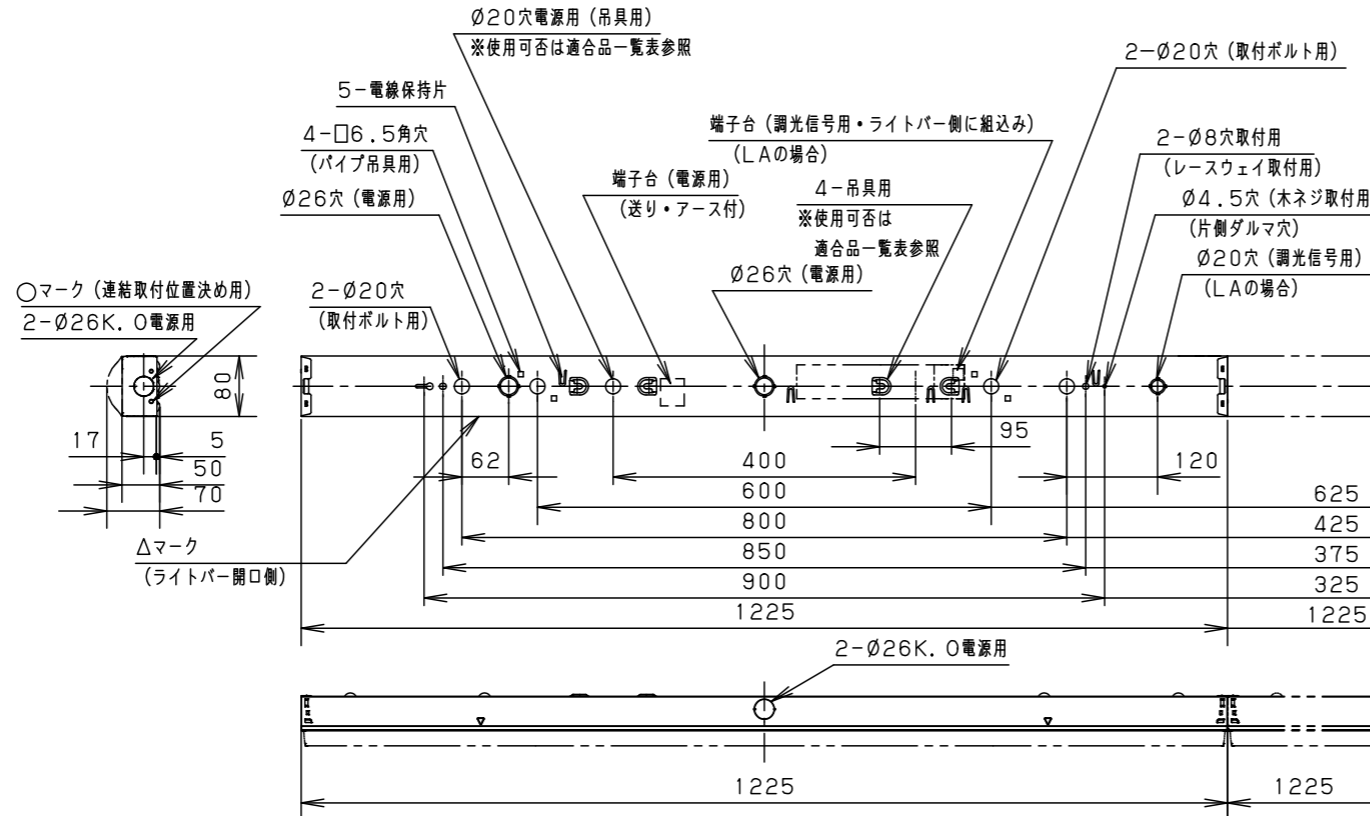 Ø20穴電源用（吊具用）
※使用可否は適合品一覧表参照
2-Ø20穴（取付ボルト用）
5-電線保持片
端子台（調光信号用・ライトバー側に組込み）
（LAの場合）
4-□6.5角穴
（パイプ吊具用）
2-Ø8穴取付用
（レースウェイ取付用）
端子台（電源用）
（送り・アース付）
4-吊具用
※使用可否は
適合品一覧表参照
Ø26穴（電源用）
Ø4.5穴（木ネジ取付用
（片側ダルマ穴）
Ø26穴（電源用）
Ø20穴（調光信号用）
（LAの場合）
○マーク（連結取付位置決め用）
2-Ø26K.O電源用
2-Ø20穴
（取付ボルト用）
80
17
5
50
70
62
400
95
120
600
625
800
425
850
375
900
325
1225
1225
△マーク
（ライトバー開口側）
2-Ø26K.O電源用
1225
1225